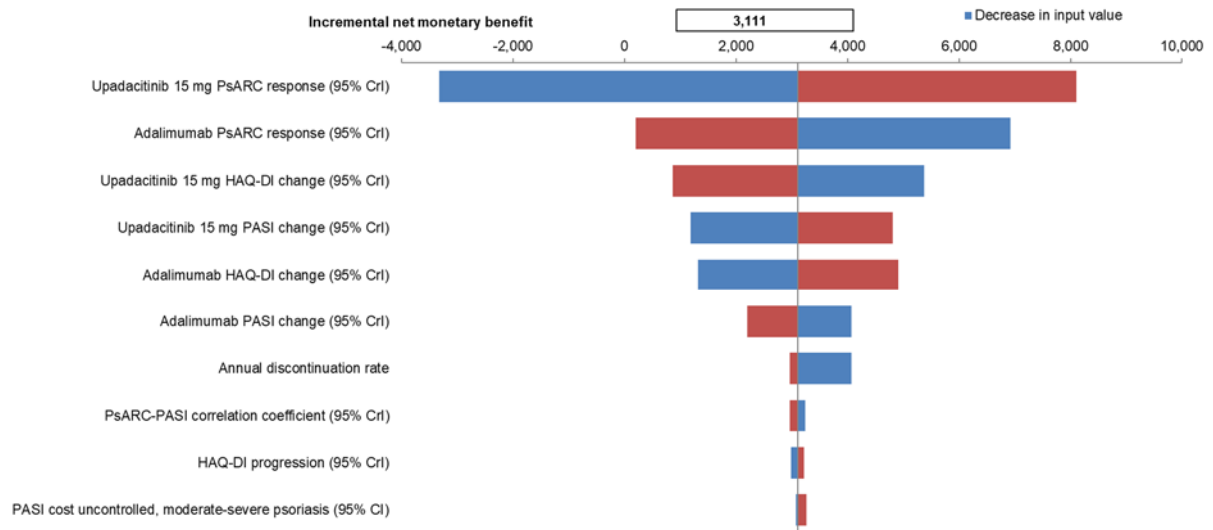 Incremental net monetary benefit
3,111
Decrease in input value
-4,000 -2,000 0 2,000 4,000 6,000 8,000 10,000
Upadacitinib 15 mg PsARC response (95% CrI)
Adalimumab PsARC response (95% CrI)
Upadacitinib 15 mg HAQ-DI change (95% CrI)
Upadacitinib 15 mg PASI change (95% CrI)
Adalimumab HAQ-DI change (95% CrI)
Adalimumab PASI change (95% CrI)
Annual discontinuation rate
PsARC-PASI correlation coefficient (95% CrI)
HAQ-DI progression (95% CrI)
PASI cost uncontrolled, moderate-severe psoriasis (95% CI)